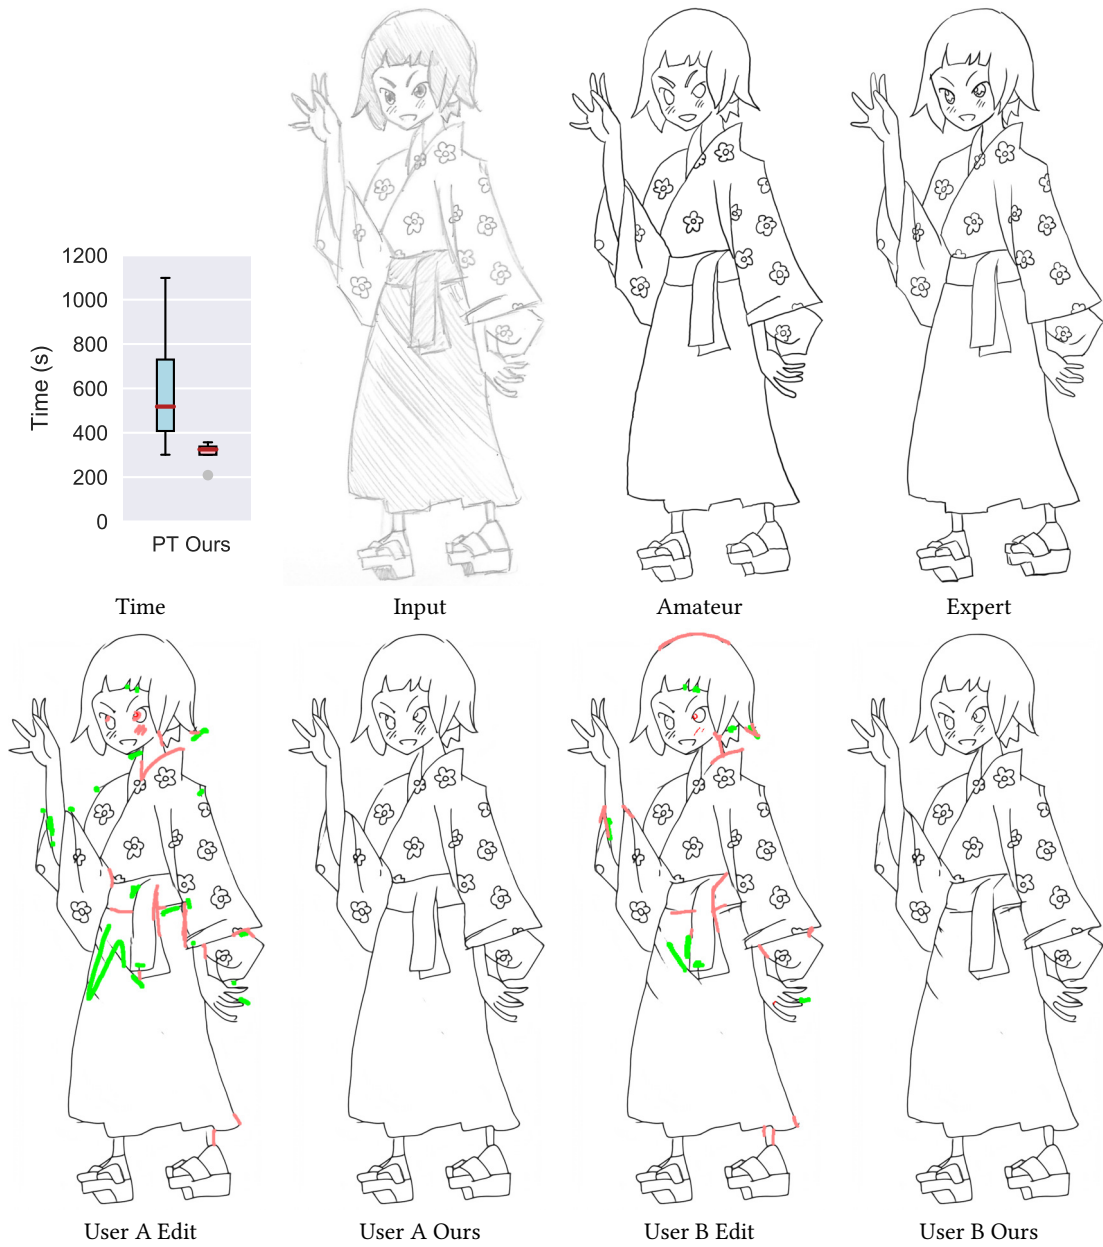 1200
1000
800
600
400
200
0
Time (s)
PT Ours
Time
Input
Amateur
Expert
User A Edit
User A Ours
User B Edit
User B Ours